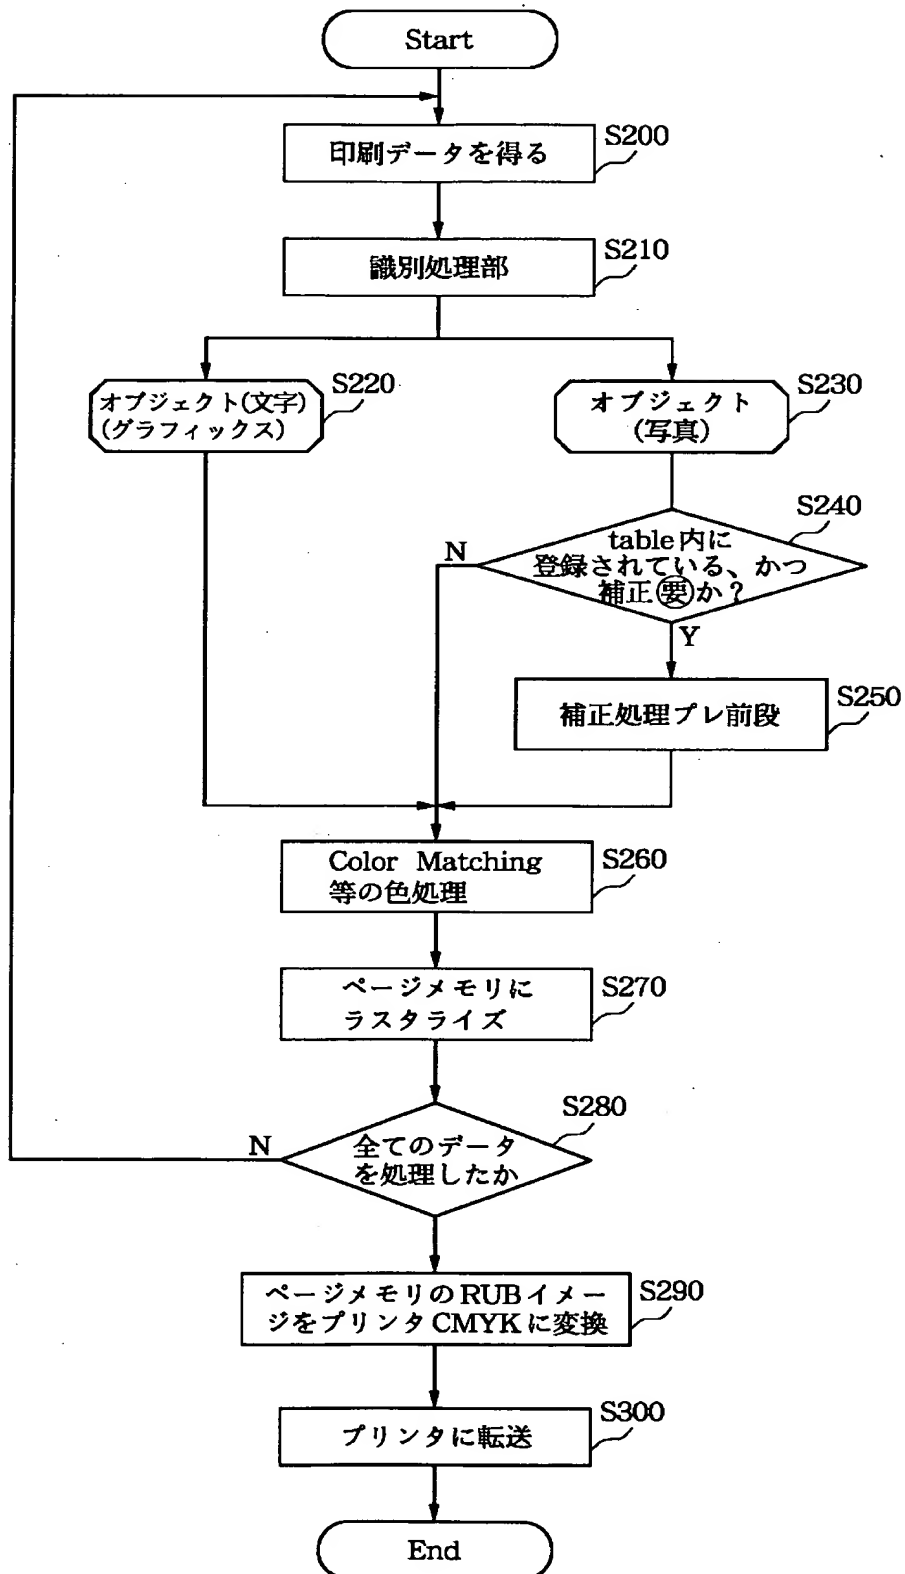 Start
印刷データを得る
S200
識別処理部
S210
オブジェクト(文字)
(グラフィックス)
S220
オブジェクト
(写真)
S230
table内に
登録されている、かつ
補正要か?
S240
N
Y
補正処理プレ前段
S250
Color Matching
等の色処理
S260
ページメモリに
ラスタライズ
S270
全てのデータ
を処理したか
S280
N
ページメモリのRUBイメー
ジをプリンタCMYKに変換
S290
プリンタに転送
S300
End